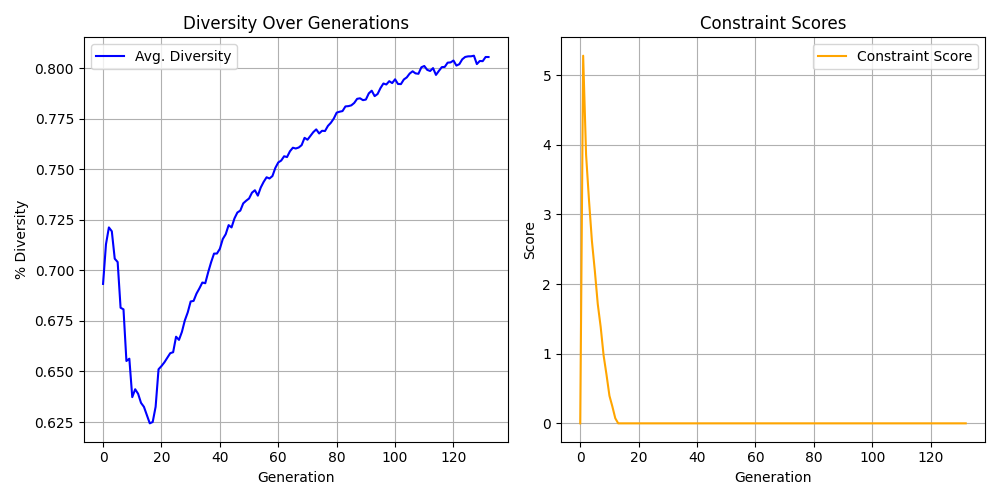 Diversity Over Generations
Avg. Diversity
% Diversity
0.800
0.775
0.750
0.725
0.700
0.675
0.650
0.625
0 20 40 60 80 100 120
Generation
Constraint Scores
Constraint Score
Score
5
4
3
2
1
0
0 20 40 60 80 100 120
Generation